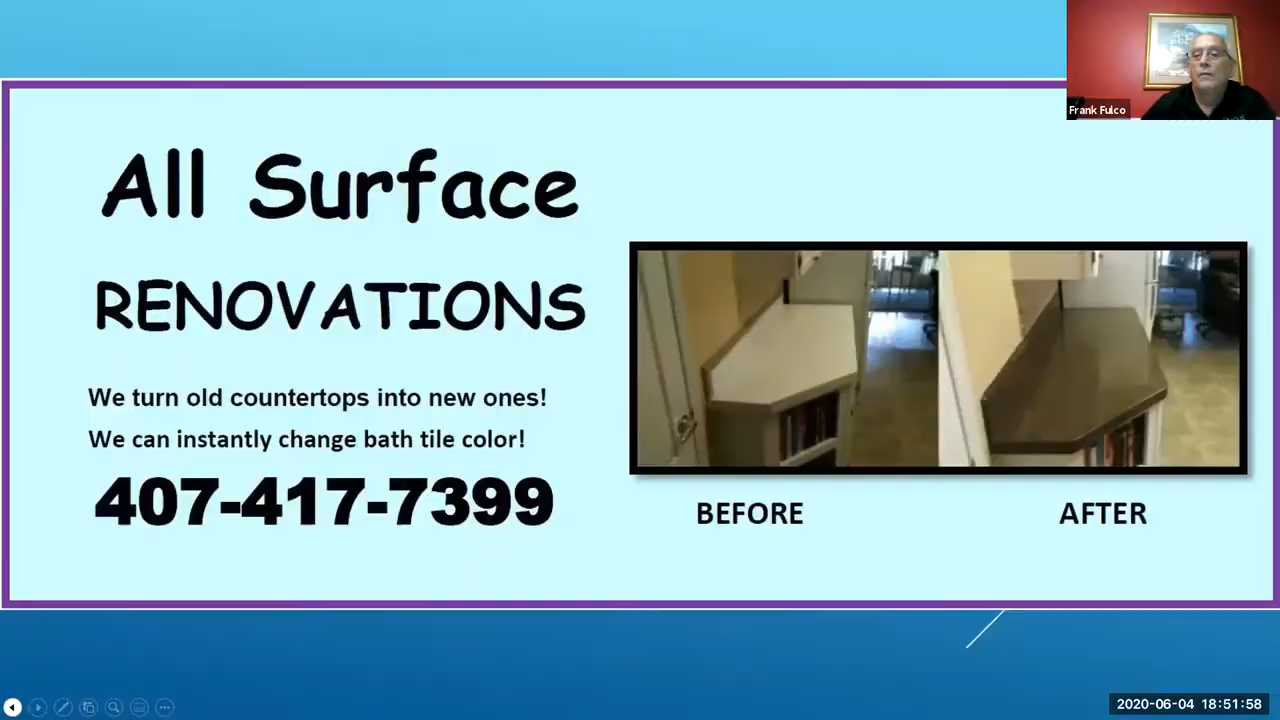 Frank Fulco
All Surface
RENOVATIONS
We turn old countertops into new ones!
We can instantly change bath tile color!
407-417-7399
BEFORE
AFTER
2020-06-04 18:51:58